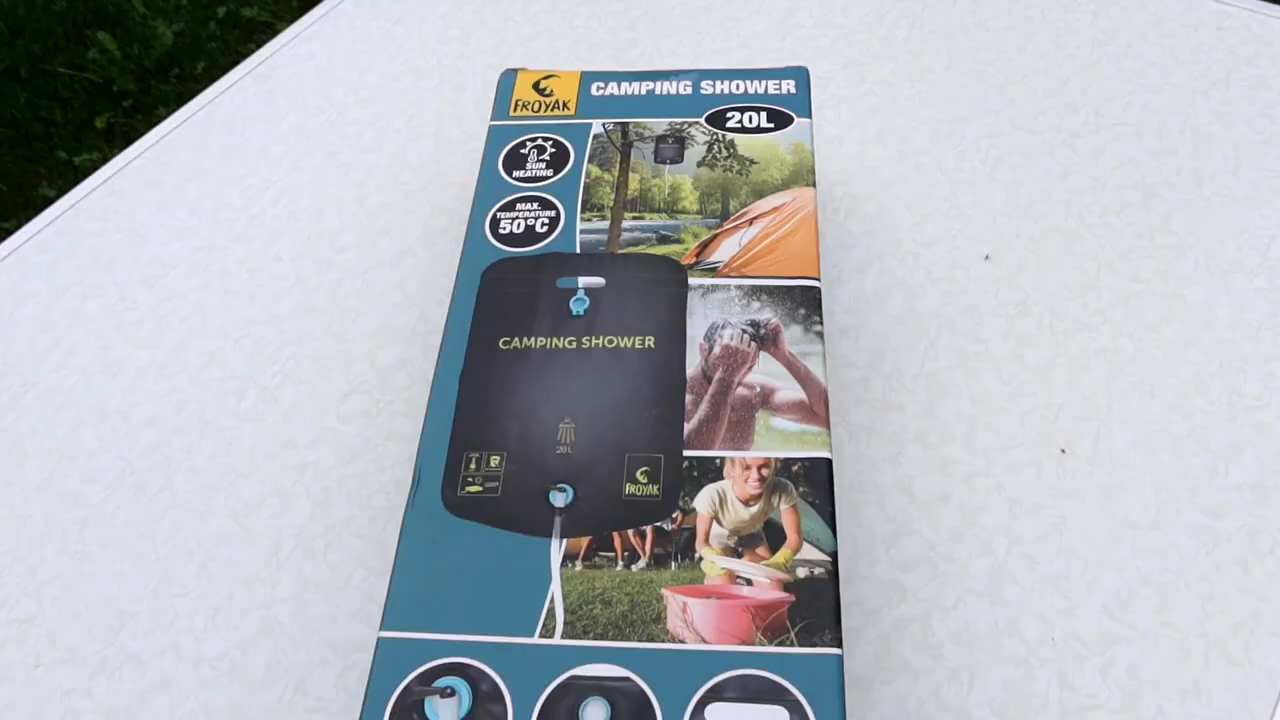 FROYAK
CAMPING SHOWER
20L
SUN
HEATING
MAX.
TEMPERATURE
50°C
CAMPING SHOWER
20L
FROYAK